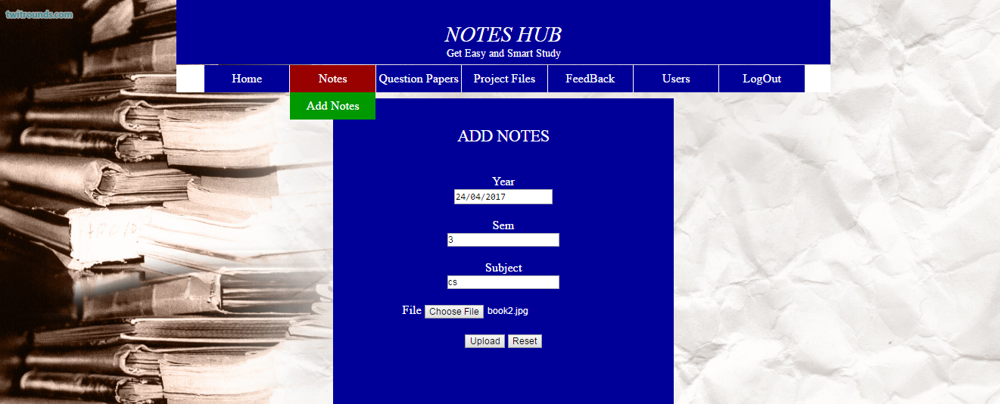 twitrounds.com
NOTES HUB
Get Easy and Smart Study
Home Notes Question Papers Project Files FeedBack Users LogOut
Add Notes
ADD NOTES
Year
24/04/2017
Sem
3
Subject
cs
File Choose File book2.jpg
Upload Reset